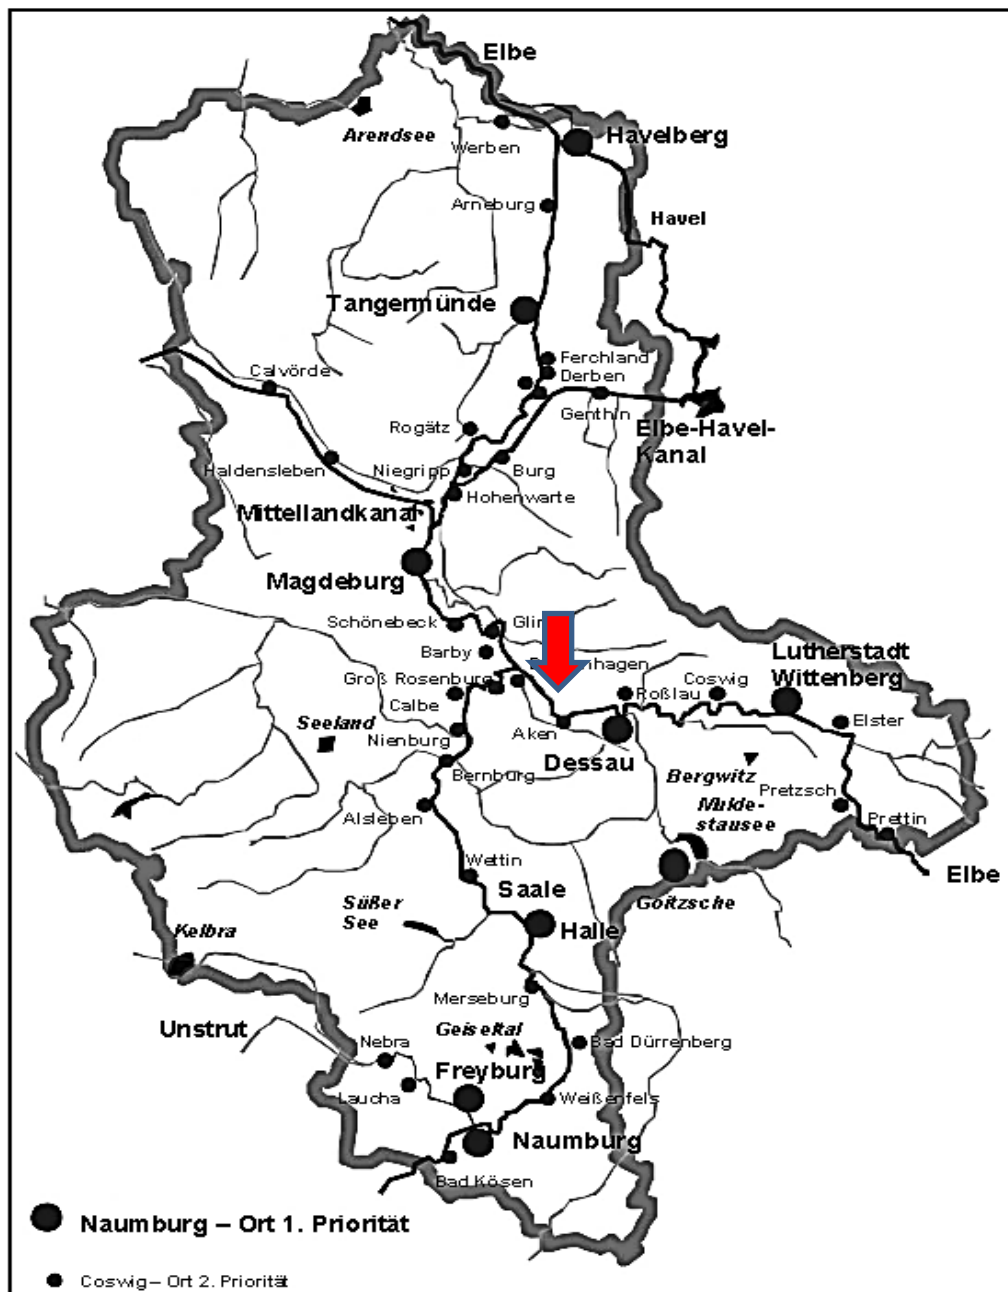 Elbe
Arendsee
Werben
Havelberg
Arneburg
Havel
Tangermünde
Ferchland
Derben
Calvörde
Genthin
Elbe-Havel-
Kanal
Rogätz
Haldensleben
Niegripp
Burg
Hohenwarte
Mittellandkanal
Magdeburg
Schönebeck
Barby
Groß Rosenburg
Lutherstadt
Wittenberg
Calbe
Roßlau
Coswig
Seeland
Nienburg
Aken
Elster
Dessau
Bernburg
Bergwitz
Pretzsch
Mulde-
stausee
Alsleben
Prettin
Wettin
Elbe
Saale
Süßer
See
Goitzsche
Halle
Kelbra
Merseburg
Unstrut
Geiseltal
Nebra
Bad Dürrenberg
Freyburg
Laucha
Weißenfels
Naumburg
Bad Kösen
Naumburg – Ort 1. Priorität
Coswig – Ort 2. Priorität